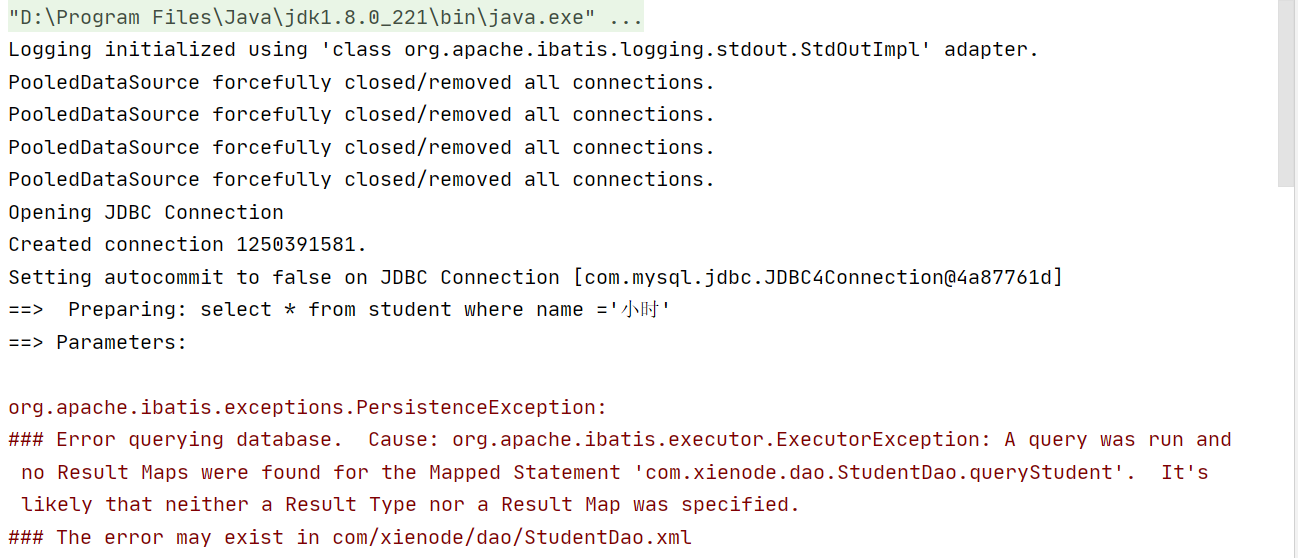 "D:\Program Files\Java\jdk1.8.0_221\bin\java.exe" ...
Logging initialized using 'class org.apache.ibatis.logging.stdout.StdOutImpl' adapter.
PooledDataSource forcefully closed/removed all connections.
PooledDataSource forcefully closed/removed all connections.
PooledDataSource forcefully closed/removed all connections.
PooledDataSource forcefully closed/removed all connections.
Opening JDBC Connection
Created connection 1250391581.
Setting autocommit to false on JDBC Connection [com.mysql.jdbc.JDBC4Connection@4a87761d]
==>  Preparing: select * from student where name ='小时'
==> Parameters:
org.apache.ibatis.exceptions.PersistenceException:
### Error querying database.  Cause: org.apache.ibatis.executor.ExecutorException: A query was run and
no Result Maps were found for the Mapped Statement 'com.xienode.dao.StudentDao.queryStudent'.  It's
likely that neither a Result Type nor a Result Map was specified.
### The error may exist in com/xienode/dao/StudentDao.xml